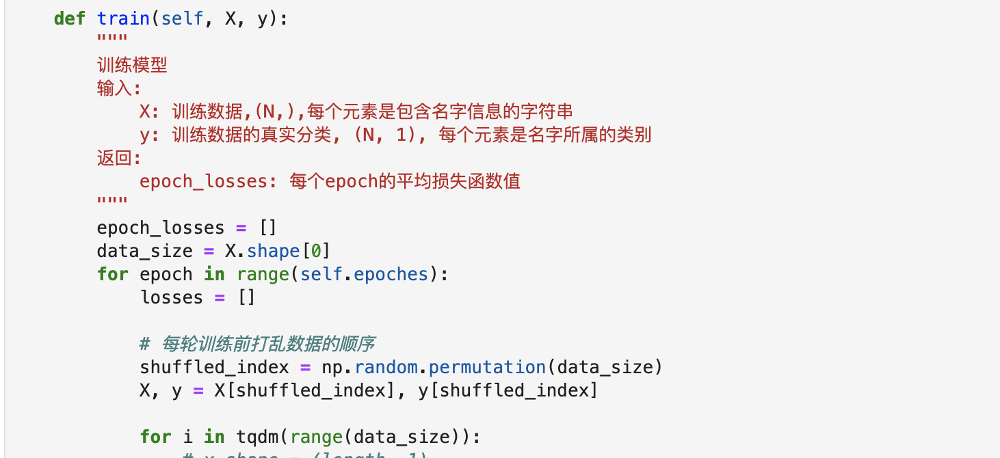 def train(self, X, y):
"""
训练模型
输入:
X: 训练数据,(N,),每个元素是包含名字信息的字符串
y: 训练数据的真实分类, (N, 1), 每个元素是名字所属的类别
返回:
epoch_losses: 每个epoch的平均损失函数值
"""
epoch_losses = []
data_size = X.shape[0]
for epoch in range(self.epoches):
losses = []
# 每轮训练前打乱数据的顺序
shuffled_index = np.random.permutation(data_size)
X, y = X[shuffled_index], y[shuffled_index]
for i in tqdm(range(data_size)):
# x shape = (length, 1)